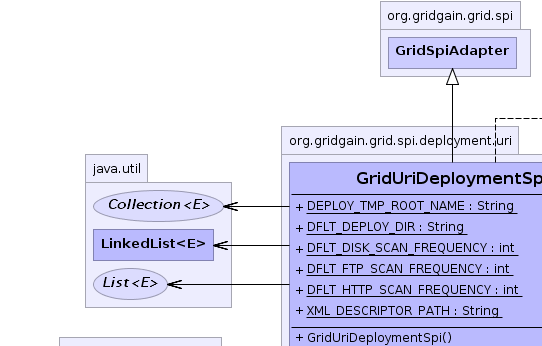 org.gridgain.grid.spi
GridSpiAdapter
org.gridgain.grid.spi.deployment.uri
java.util
GridUriDeploymentSp
Collection<E>
+ DEPLOY_TMP_ROOT_NAME : String
+ DFLT_DEPLOY_DIR : String
LinkedList<E>
+ DFLT_DISK_SCAN_FREQUENCY : int
+ DFLT_FTP_SCAN_FREQUENCY : int
List<E>
+ DFLT_HTTP_SCAN_FREQUENCY : int
+ XML_DESCRIPTOR_PATH : String
+ GridUriDeploymentSpi()